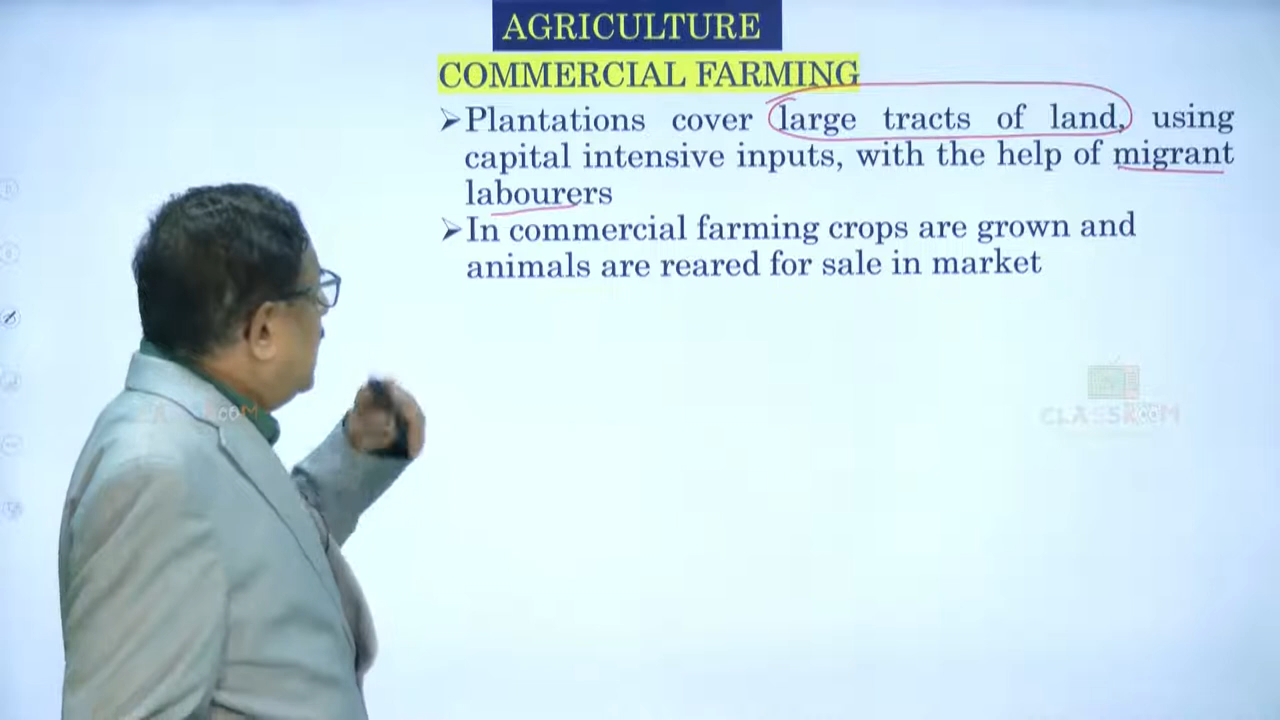 AGRICULTURE
COMMERCIAL FARMING
➢Plantations cover large tracts of land, using
capital intensive inputs, with the help of migrant
labourers
➢In commercial farming crops are grown and
animals are reared for sale in market
CLASSROOM